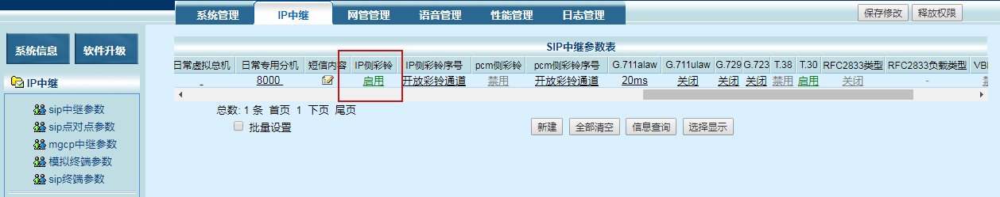 系统管理 IP中继 网管管理 语音管理 性能管理 日志管理 保存修改 释放权限
系统信息 软件升级
IP中继
sip中继参数
sip点对点参数
mgcp中继参数
模拟终端参数
sip终端参数
SIP中继参数表
日常虚拟总机 日常专用分机 短信内容 IP侧彩铃 IP侧彩铃序号 pcm侧彩铃 pcm侧彩铃序号 G.711alaw G.711ulaw G.729 G.723 T.38 T.30 RFC2833类型 RFC2833负载类型
- 8000 启用 开放彩铃通道 禁用 开放彩铃通道 20ms 关闭 关闭 关闭 禁用 启用 关闭 -
总数: 1 条 首页 1 下页 尾页
批量设置 新建 全部清空 信息查询 选择显示